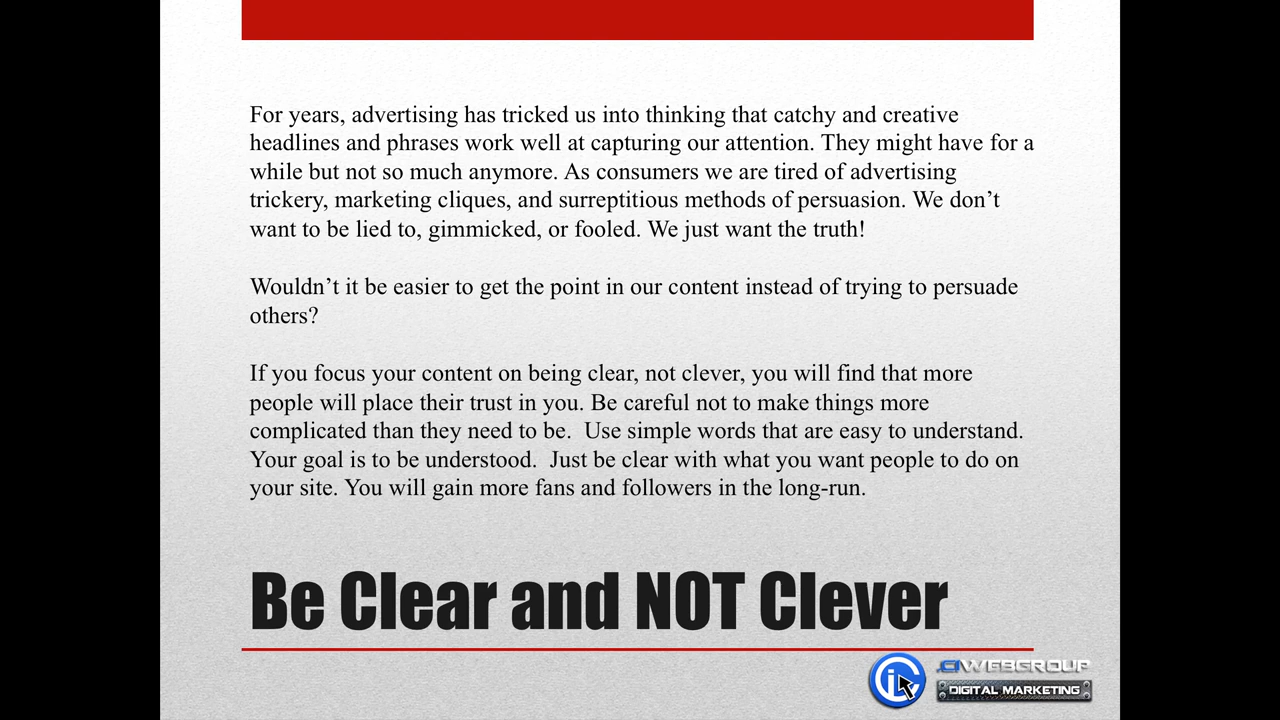 For years, advertising has tricked us into thinking that catchy and creative
headlines and phrases work well at capturing our attention. They might have for a
while but not so much anymore. As consumers we are tired of advertising
trickery, marketing cliques, and surreptitious methods of persuasion. We don’t
want to be lied to, gimmicked, or fooled. We just want the truth!
Wouldn’t it be easier to get the point in our content instead of trying to persuade
others?
If you focus your content on being clear, not clever, you will find that more
people will place their trust in you. Be careful not to make things more
complicated than they need to be.  Use simple words that are easy to understand.
Your goal is to be understood.  Just be clear with what you want people to do on
your site. You will gain more fans and followers in the long-run.
Be Clear and NOT Clever
CIWEBGROUP
DIGITAL MARKETING